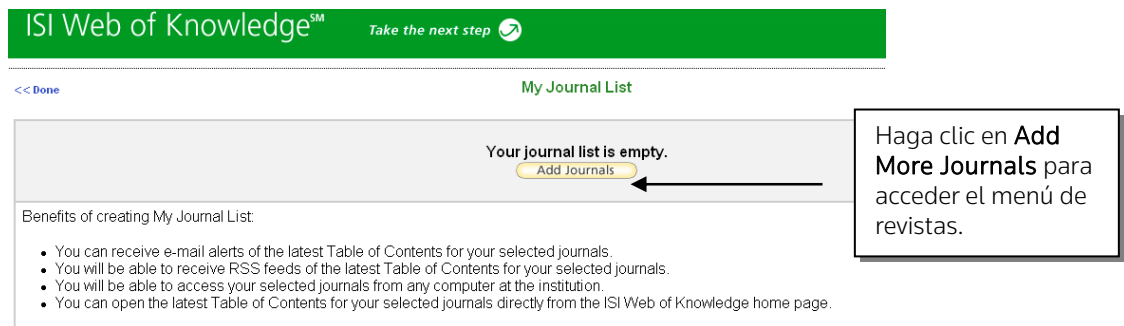 ISI Web of Knowledge℠ Take the next step
<< Done My Journal List
Your journal list is empty.
Add Journals
Haga clic en Add
More Journals para
acceder el menú de
revistas.
Benefits of creating My Journal List:
• You can receive e-mail alerts of the latest Table of Contents for your selected journals.
• You will be able to receive RSS feeds of the latest Table of Contents for your selected journals.
• You will be able to access your selected journals from any computer at the institution.
• You can open the latest Table of Contents for your selected journals directly from the ISI Web of Knowledge home page.